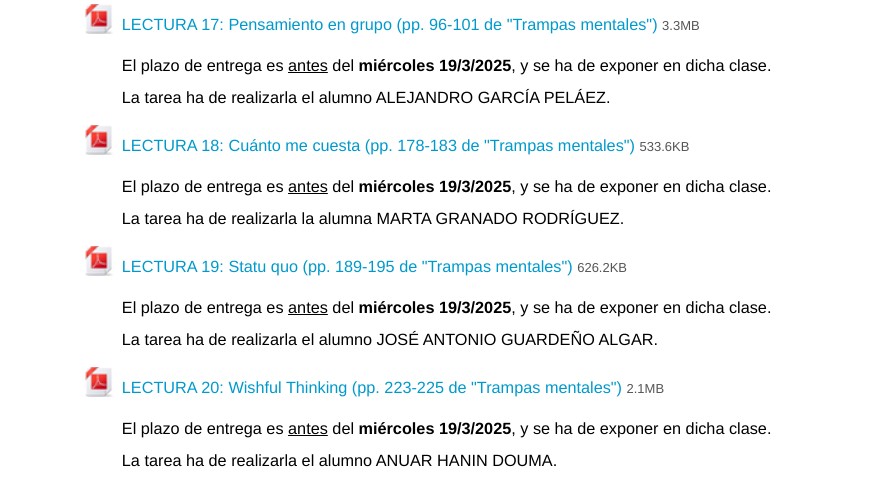 LECTURA 17: Pensamiento en grupo (pp. 96-101 de "Trampas mentales") 3.3MB
El plazo de entrega es antes del miércoles 19/3/2025, y se ha de exponer en dicha clase.
La tarea ha de realizarla el alumno ALEJANDRO GARCÍA PELÁEZ.
LECTURA 18: Cuánto me cuesta (pp. 178-183 de "Trampas mentales") 533.6KB
El plazo de entrega es antes del miércoles 19/3/2025, y se ha de exponer en dicha clase.
La tarea ha de realizarla la alumna MARTA GRANADO RODRÍGUEZ.
LECTURA 19: Statu quo (pp. 189-195 de "Trampas mentales") 626.2KB
El plazo de entrega es antes del miércoles 19/3/2025, y se ha de exponer en dicha clase.
La tarea ha de realizarla el alumno JOSÉ ANTONIO GUARDEÑO ALGAR.
LECTURA 20: Wishful Thinking (pp. 223-225 de "Trampas mentales") 2.1MB
El plazo de entrega es antes del miércoles 19/3/2025, y se ha de exponer en dicha clase.
La tarea ha de realizarla el alumno ANUAR HANIN DOUMA.